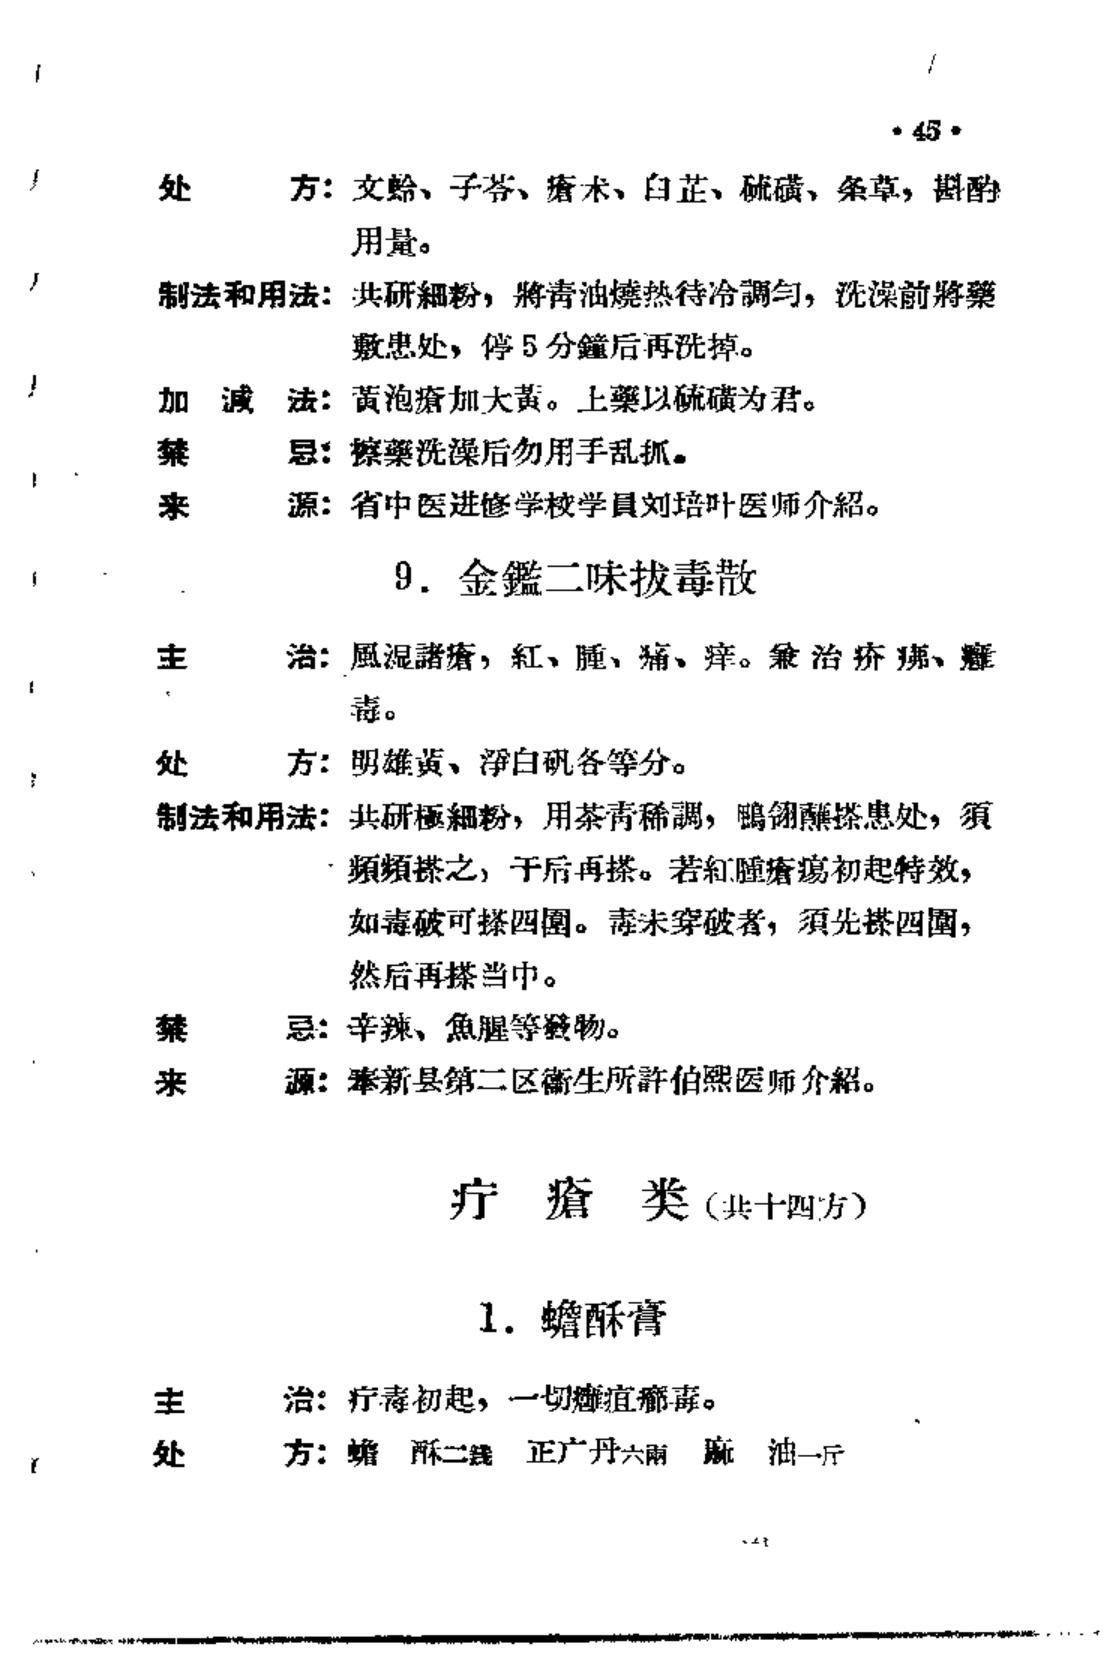 •45•
处　　　方：文蛤、子苓、瘡朮、白芷、硫磺、条草，斟酌
用量。
制法和用法：共研細粉，將青油燒热待冷調匀，洗澡前將藥
敷患处，停5分鐘后再洗掉。
加　减　法：黃泡瘡加大黃。上藥以硫磺为君。
禁　　　忌：擦藥洗澡后勿用手乱抓。
来　　　源：省中医进修学校学員刘培叶医师介紹。
9．金鑑二味拔毒散
主　　　治：風湿諸瘡，紅、腫、痛、痒。兼治疥疿、癰
毒。
处　　　方：明雄黃、淨白矾各等分。
制法和用法：共研極細粉，用茶青稀調，鴨翎蘸搽患处，須
頻頻搽之，干后再搽。若紅腫瘡瘍初起特效，
如毒破可搽四圍。毒未穿破者，須先搽四圍，
然后再搽当中。
禁　　　忌：辛辣、魚腥等發物。
来　　　源：奉新县第二区衞生所許伯熙医师介紹。
疔　瘡　类（共十四方）
1．蟾酥膏
主　　　治：疔毒初起，一切癰疽瘰毒。
处　　　方：蟾　酥二錢　正广丹六兩　麻　油一斤